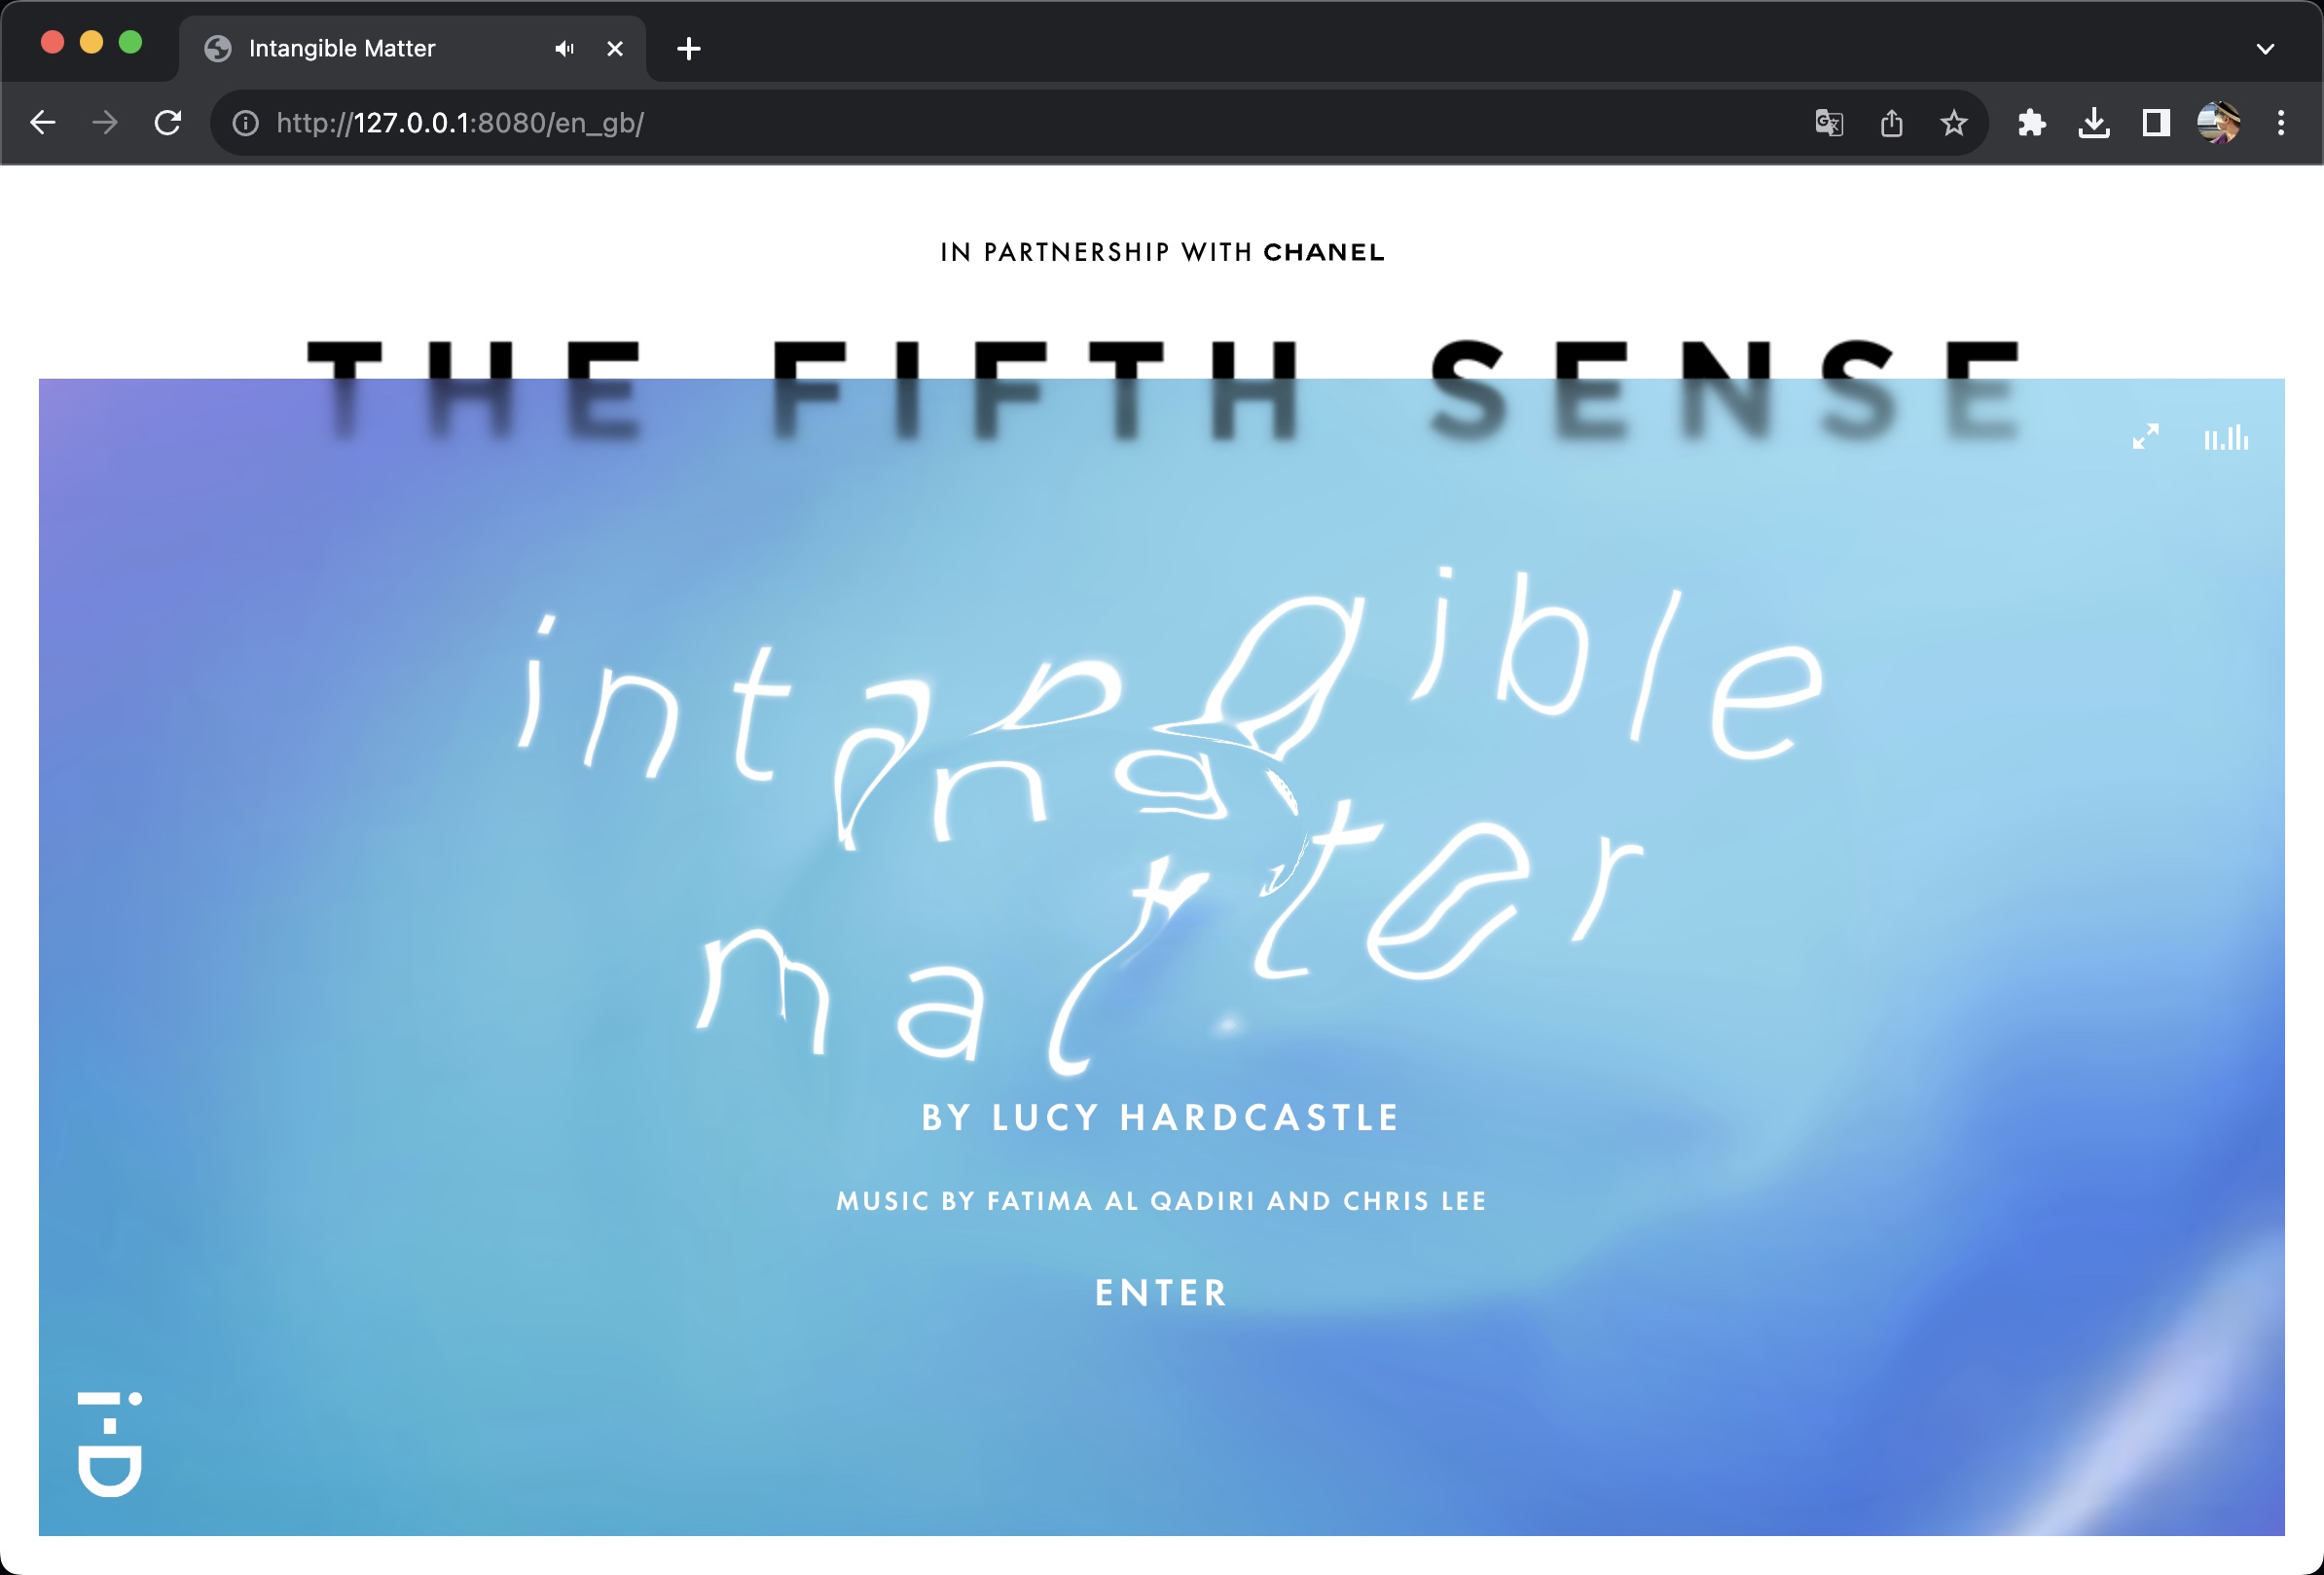 Intangible Matter
http://127.0.0.1:8080/en_gb/
IN PARTNERSHIP WITH CHANEL
THE FIFTH SENSE
intangible
matter
BY LUCY HARDCASTLE
MUSIC BY FATIMA AL QADIRI AND CHRIS LEE
ENTER
i-D